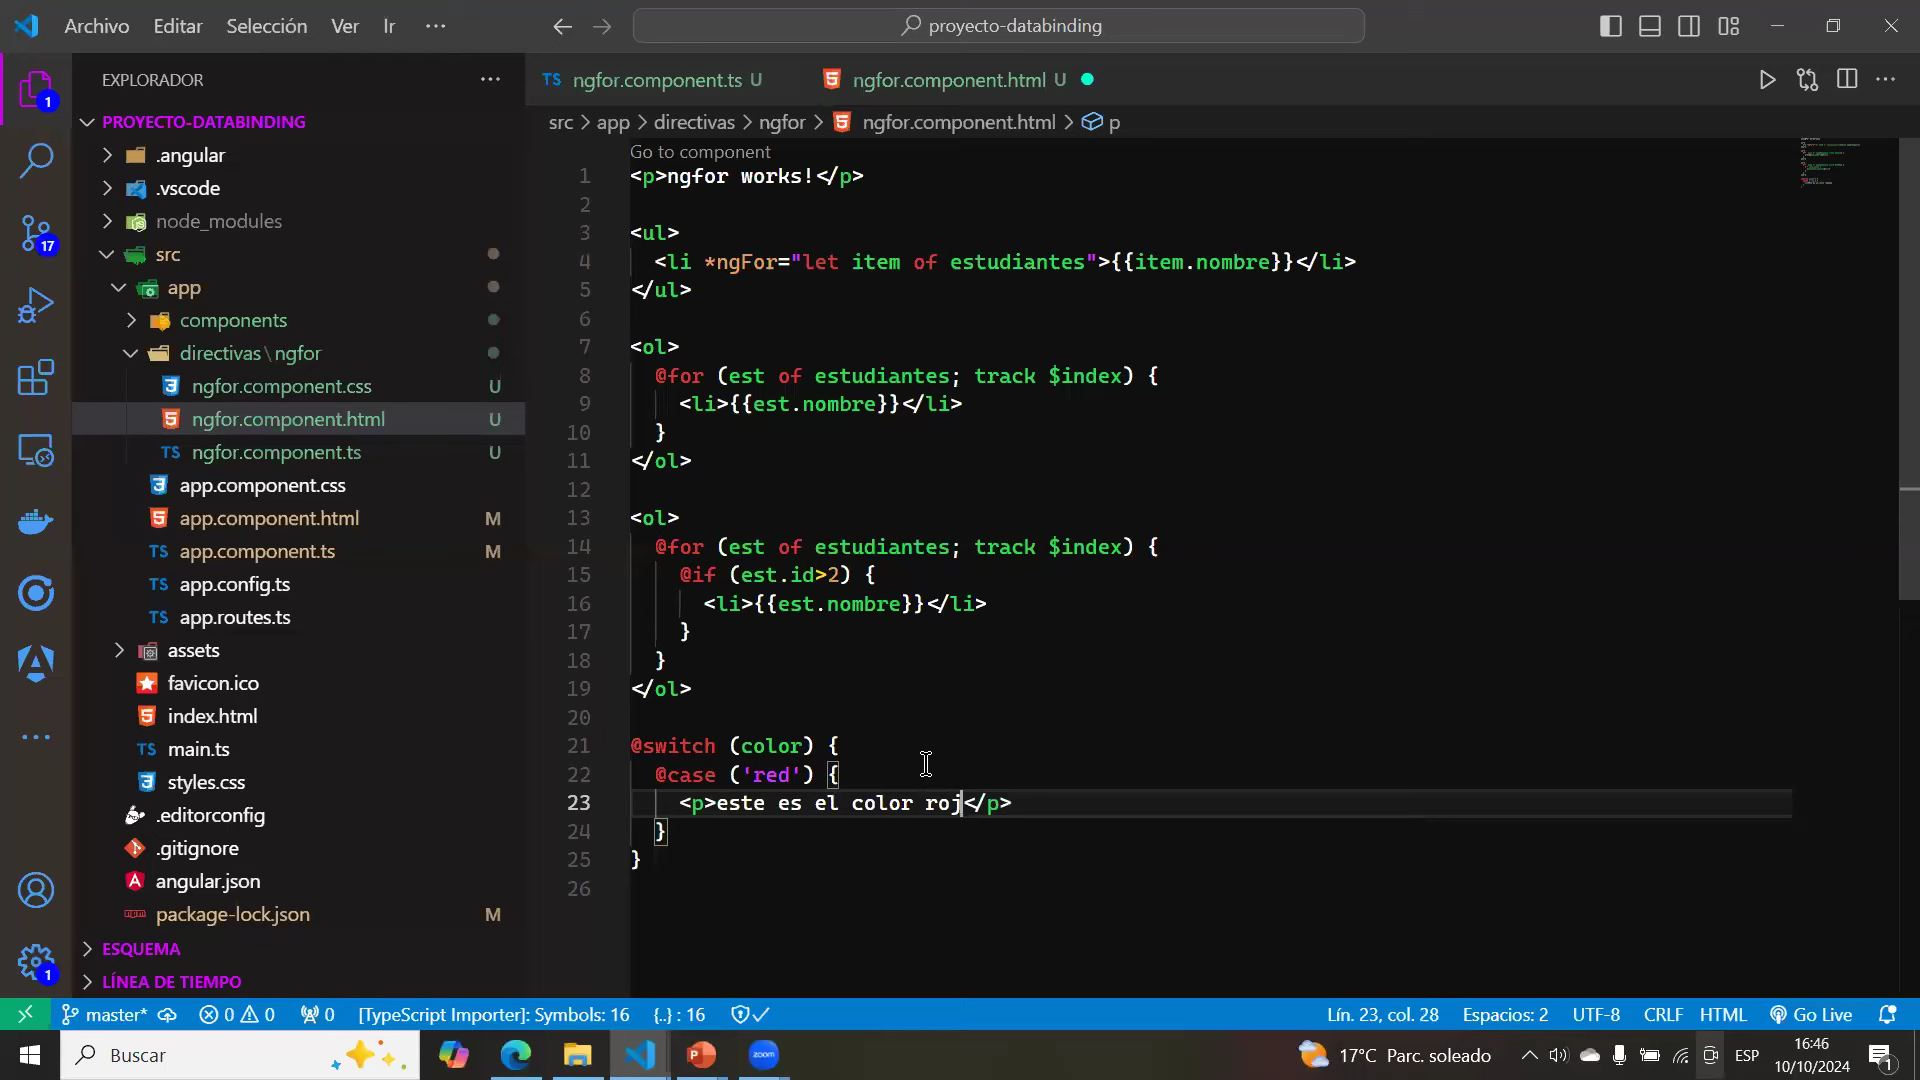 Archivo Editar Selección Ver Ir ···
proyecto-databinding
EXPLORADOR
PROYECTO-DATABINDING
.angular
.vscode
node_modules
src
app
components
directivas\ngfor
ngfor.component.css U
ngfor.component.html U
ngfor.component.ts U
app.component.css
app.component.html M
app.component.ts M
app.config.ts
app.routes.ts
assets
favicon.ico
index.html
main.ts
styles.css
.editorconfig
.gitignore
angular.json
package-lock.json M
ESQUEMA
LÍNEA DE TIEMPO
1
17
1
TS ngfor.component.ts U
ngfor.component.html U
src > app > directivas > ngfor > ngfor.component.html > p
Go to component
1 <p>ngfor works!</p>
2
3 <ul>
4 <li *ngFor="let item of estudiantes">{{item.nombre}}</li>
5 </ul>
6
7 <ol>
8 @for (est of estudiantes; track $index) {
9 <li>{{est.nombre}}</li>
10 }
11 </ol>
12
13 <ol>
14 @for (est of estudiantes; track $index) {
15 @if (est.id>2) {
16 <li>{{est.nombre}}</li>
17 }
18 }
19 </ol>
20
21 @switch (color) {
22 @case ('red') {
23 <p>este es el color roj</p>
24 }
25 }
26
master* 0 0 0 [TypeScript Importer]: Symbols: 16 {..} : 16
Lín. 23, col. 28 Espacios: 2 UTF-8 CRLF HTML Go Live
Buscar
zoom
17°C Parc. soleado
ESP
16:46
10/10/2024
1